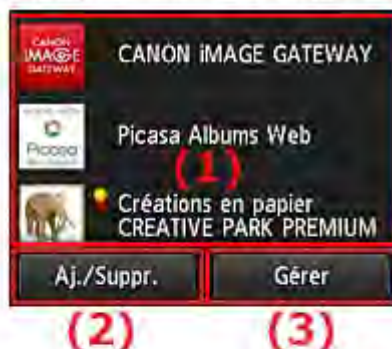 CANON
iMAGE
GATEWAY
CANON iMAGE GATEWAY
Picasa
Picasa Albums Web
(1)
Créations en papier
CREATIVE PARK PREMIUM
Aj./Suppr.
Gérer
(2)
(3)